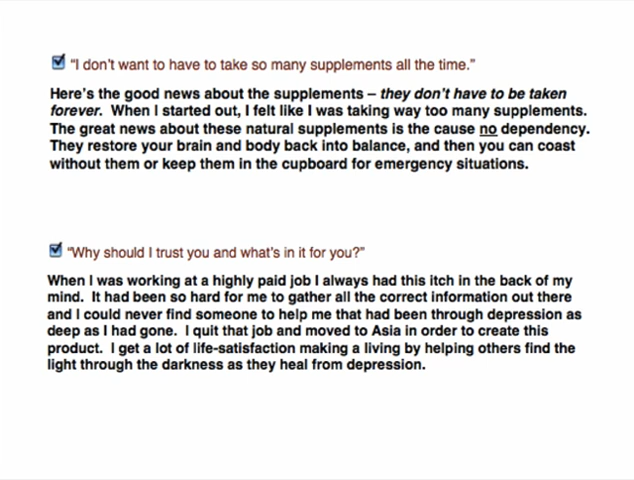 “I don’t want to have to take so many supplements all the time.”
Here’s the good news about the supplements – they don’t have to be taken
forever. When I started out, I felt like I was taking way too many supplements.
The great news about these natural supplements is the cause no dependency.
They restore your brain and body back into balance, and then you can coast
without them or keep them in the cupboard for emergency situations.
“Why should I trust you and what’s in it for you?”
When I was working at a highly paid job I always had this itch in the back of my
mind. It had been so hard for me to gather all the correct information out there
and I could never find someone to help me that had been through depression as
deep as I had gone. I quit that job and moved to Asia in order to create this
product. I get a lot of life-satisfaction making a living by helping others find the
light through the darkness as they heal from depression.